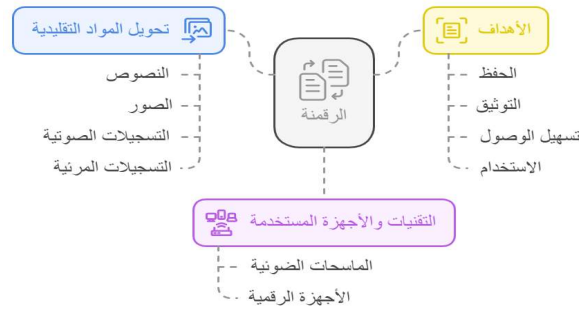 الأهداف
الحفظ
التوثيق
تسهيل الوصول
الاستخدام
الرقمنة
تحويل المواد التقليدية
النصوص
الصور
التسجيلات الصوتية
التسجيلات المرئية
التقنيات والأجهزة المستخدمة
الماسحات الضوئية
الأجهزة الرقمية